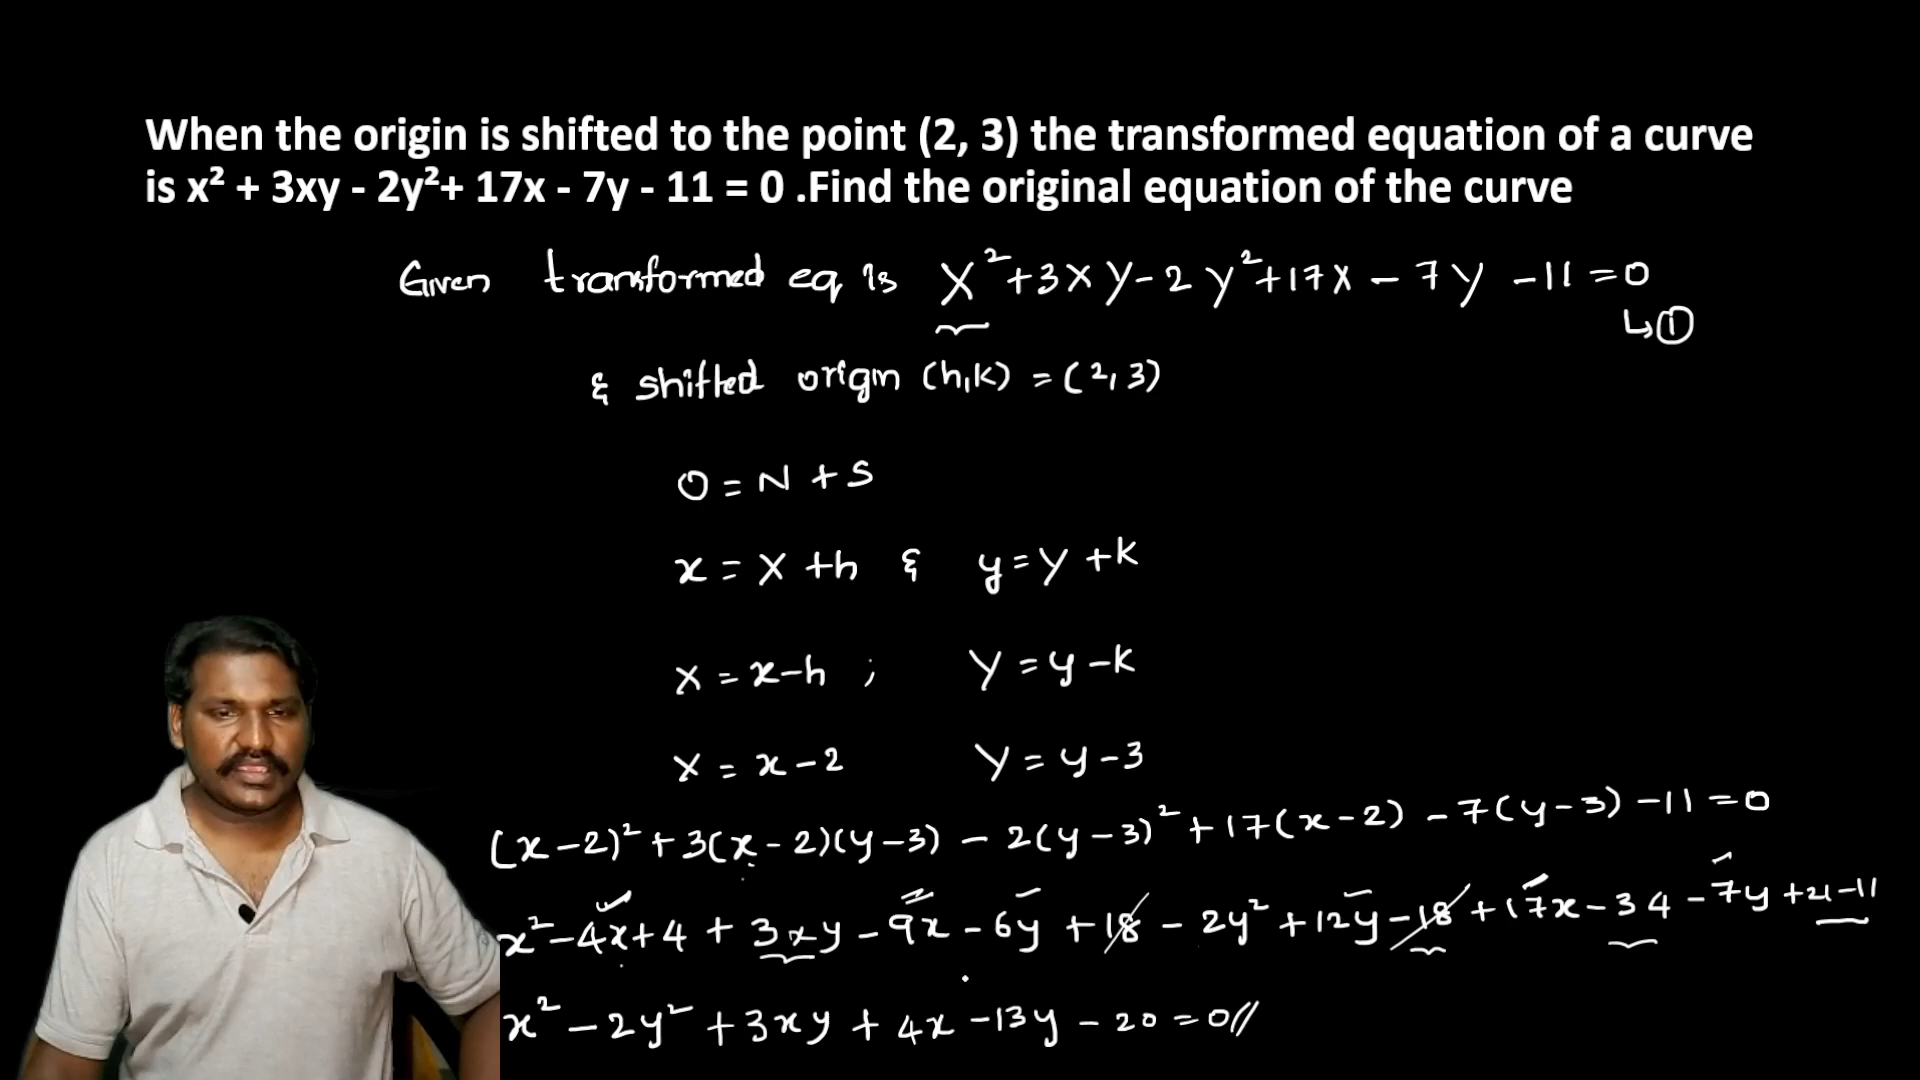 When the origin is shifted to the point (2, 3) the transformed equation of a curve
is x² + 3xy - 2y²+ 17x - 7y - 11 = 0 .Find the original equation of the curve
Given transformed eq is X²+3XY-2Y²+17X-7Y-11=0
↳①
& shifted origin (h,k) = (2,3)
O = N + S
x = X+h & y = Y+k
X = x-h ; Y = y-k
X = x-2 Y = y-3
(x-2)²+3(x-2)(y-3) - 2(y-3)²+17(x-2) -7(y-3) -11=0
x²-4x+4 + 3xy - 9x - 6y + 18 - 2y² + 12y - 18 + 17x - 34 - 7y + 21 - 11
x² - 2y² + 3xy + 4x - 13y - 20 = 0//